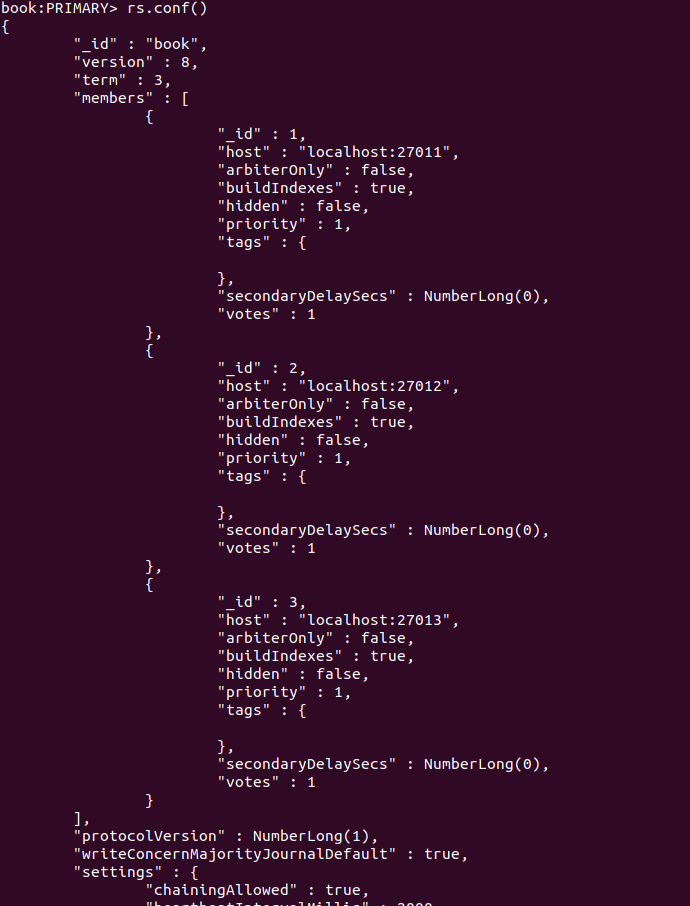 book:PRIMARY> rs.conf()
{
        "_id" : "book",
        "version" : 8,
        "term" : 3,
        "members" : [
                {
                        "_id" : 1,
                        "host" : "localhost:27011",
                        "arbiterOnly" : false,
                        "buildIndexes" : true,
                        "hidden" : false,
                        "priority" : 1,
                        "tags" : {

                        },
                        "secondaryDelaySecs" : NumberLong(0),
                        "votes" : 1
                },
                {
                        "_id" : 2,
                        "host" : "localhost:27012",
                        "arbiterOnly" : false,
                        "buildIndexes" : true,
                        "hidden" : false,
                        "priority" : 1,
                        "tags" : {

                        },
                        "secondaryDelaySecs" : NumberLong(0),
                        "votes" : 1
                },
                {
                        "_id" : 3,
                        "host" : "localhost:27013",
                        "arbiterOnly" : false,
                        "buildIndexes" : true,
                        "hidden" : false,
                        "priority" : 1,
                        "tags" : {

                        },
                        "secondaryDelaySecs" : NumberLong(0),
                        "votes" : 1
                }
        ],
        "protocolVersion" : NumberLong(1),
        "writeConcernMajorityJournalDefault" : true,
        "settings" : {
                "chainingAllowed" : true,